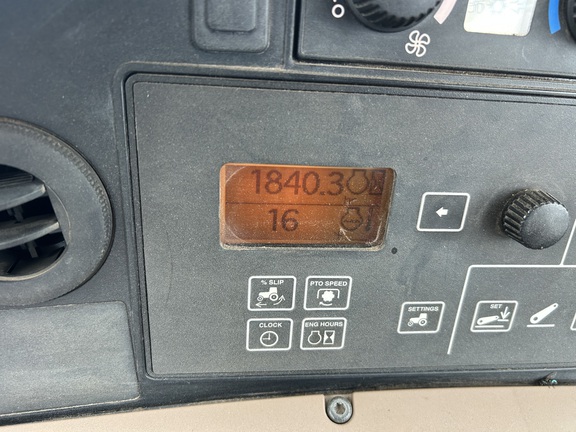 1840.3
16
% SLIP
PTO SPEED
CLOCK
ENG HOURS
SETTINGS
SET